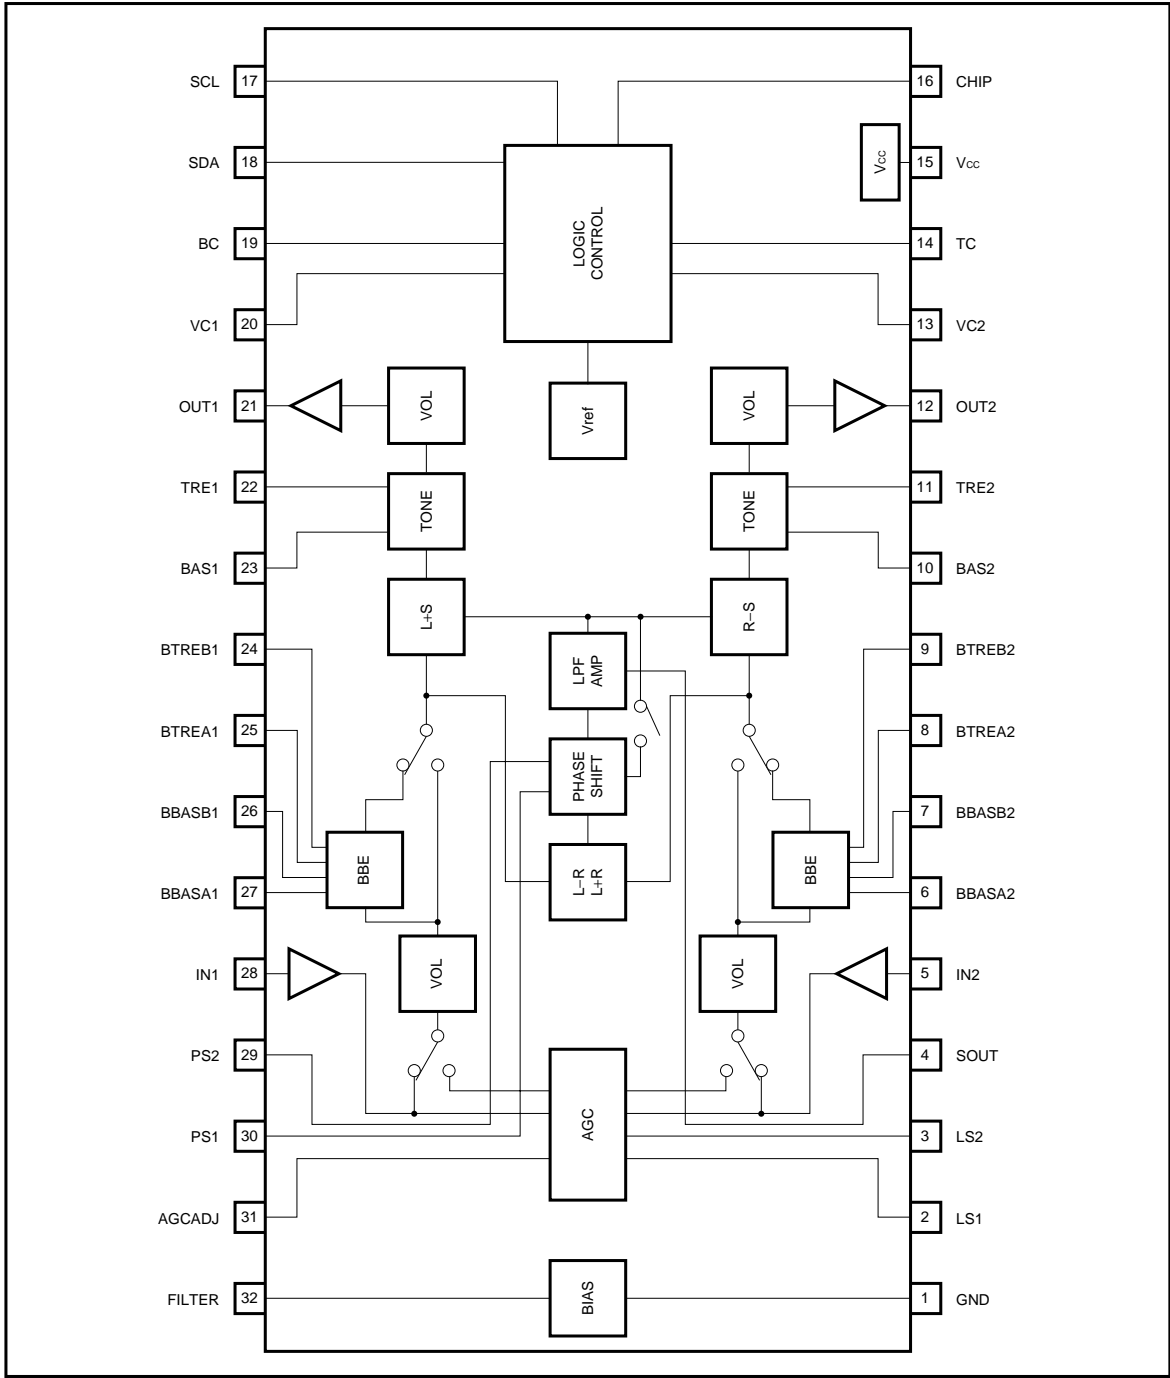 SCL 17 16 CHIP
SDA 18 Vcc 15 Vcc
LOGIC
CONTROL
BC 19 14 TC
VC1 20 13 VC2
OUT1 21 VOL Vref VOL 12 OUT2
TRE1 22 TONE TONE 11 TRE2
BAS1 23 10 BAS2
L+S R−S
BTREB1 24 9 BTREB2
LPF
AMP
BTREA1 25 8 BTREA2
PHASE
SHIFT
BBASB1 26 7 BBASB2
BBE L−R
L+R BBE
BBASA1 27 6 BBASA2
IN1 28 VOL VOL 5 IN2
PS2 29 4 SOUT
AGC
PS1 30 3 LS2
AGCADJ 31 2 LS1
FILTER 32 BIAS 1 GND